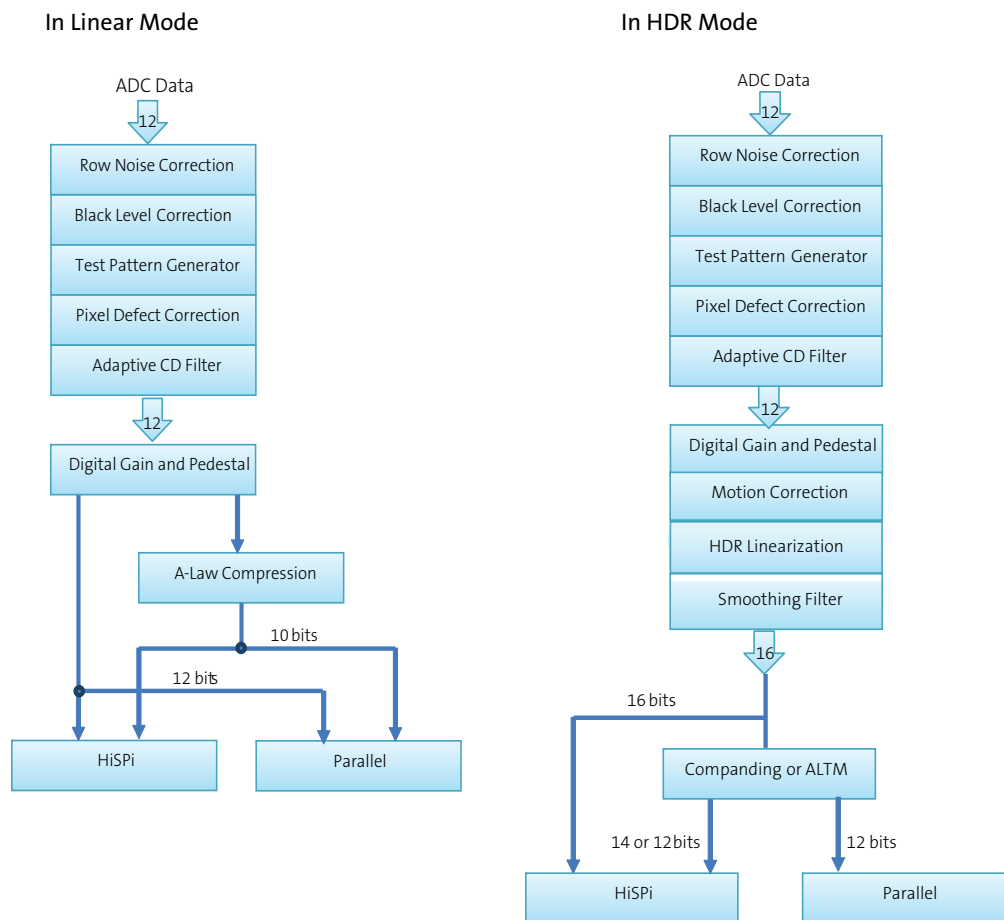 In Linear Mode
ADC Data
12
Row Noise Correction
Black Level Correction
Test Pattern Generator
Pixel Defect Correction
Adaptive CD Filter
12
Digital Gain and Pedestal
A-Law Compression
10 bits
12 bits
HiSPi
Parallel
In HDR Mode
ADC Data
12
Row Noise Correction
Black Level Correction
Test Pattern Generator
Pixel Defect Correction
Adaptive CD Filter
12
Digital Gain and Pedestal
Motion Correction
HDR Linearization
Smoothing Filter
16
16 bits
Companding or ALTM
14 or 12bits
12 bits
HiSPi
Parallel